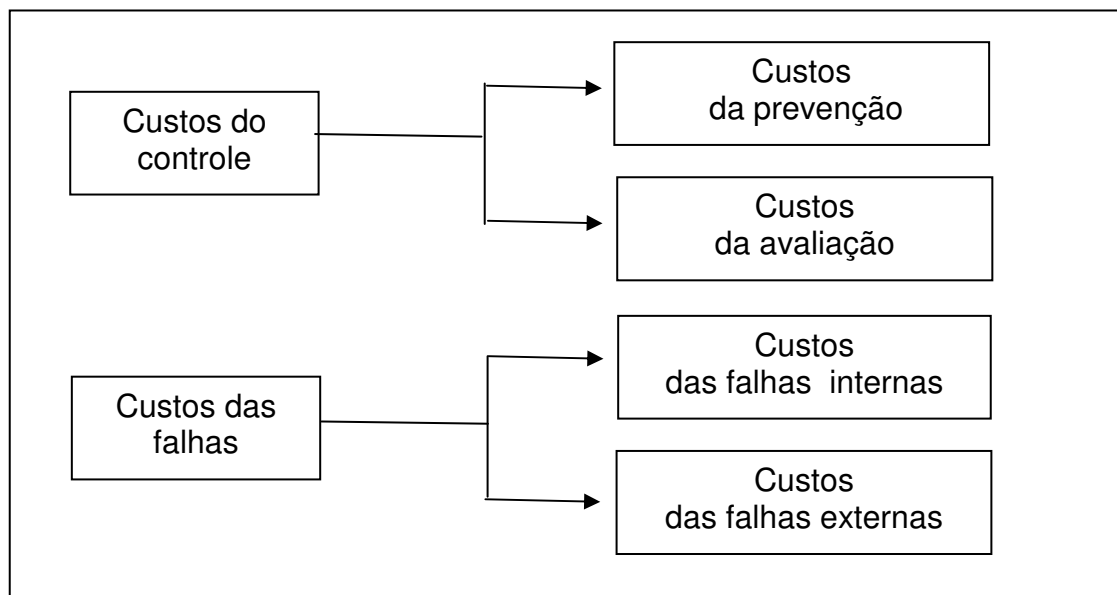 Custos do
controle
Custos
da prevenção
Custos
da avaliação
Custos das
falhas
Custos
das falhas internas
Custos
das falhas externas